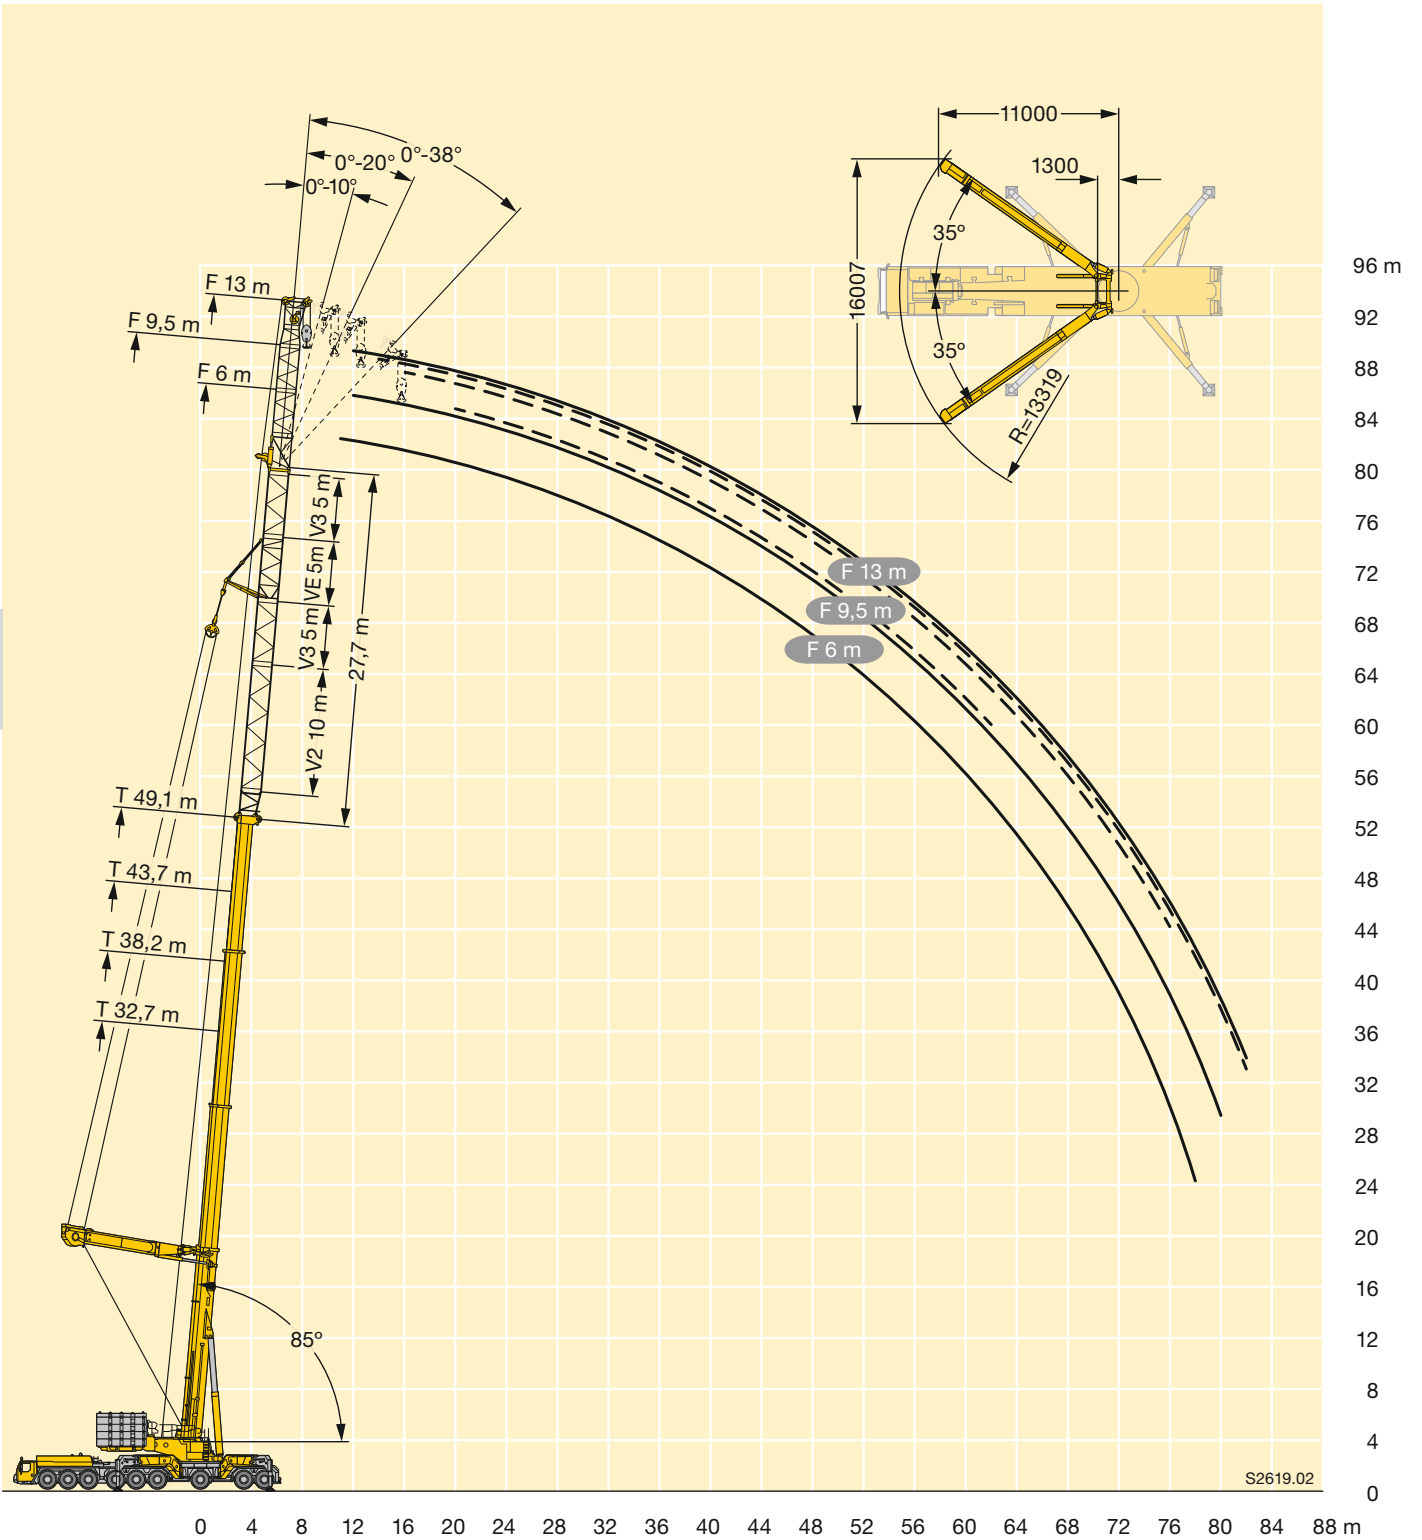 11000
0°-20° 0°-38°
0°-10°
1300
35°
16007
35°
R=13319
F 13 m
F 9,5 m
F 6 m
V3 5 m
VE 5m
V3 5 m
27,7 m
V2 10 m
T 49,1 m
T 43,7 m
T 38,2 m
T 32,7 m
F 13 m
F 9,5 m
F 6 m
85°
96 m
92
88
84
80
76
72
68
64
60
56
52
48
44
40
36
32
28
24
20
16
12
8
4
0
S2619.02
0 4 8 12 16 20 24 28 32 36 40 44 48 52 56 60 64 68 72 76 80 84 88 m